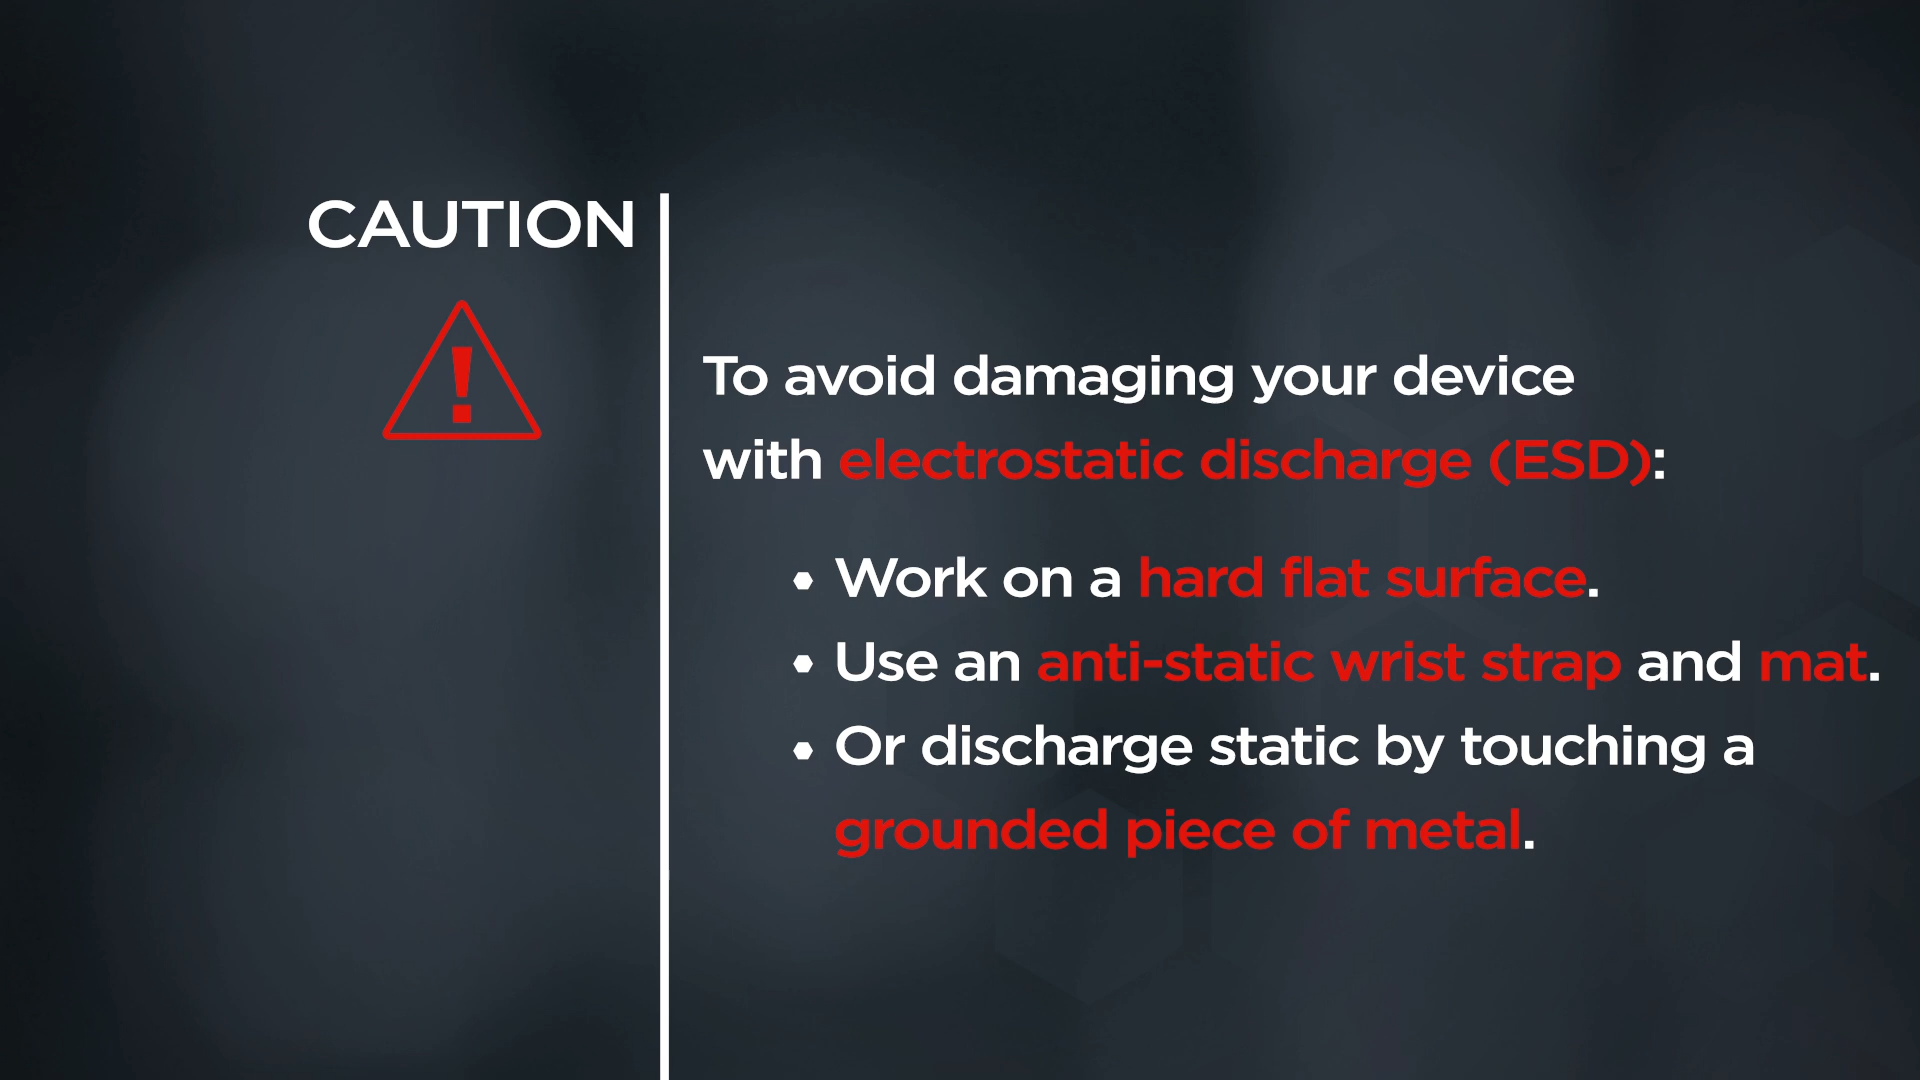 CAUTION
!
To avoid damaging your device
with electrostatic discharge (ESD):
• Work on a hard flat surface.
• Use an anti-static wrist strap and mat.
• Or discharge static by touching a
grounded piece of metal.